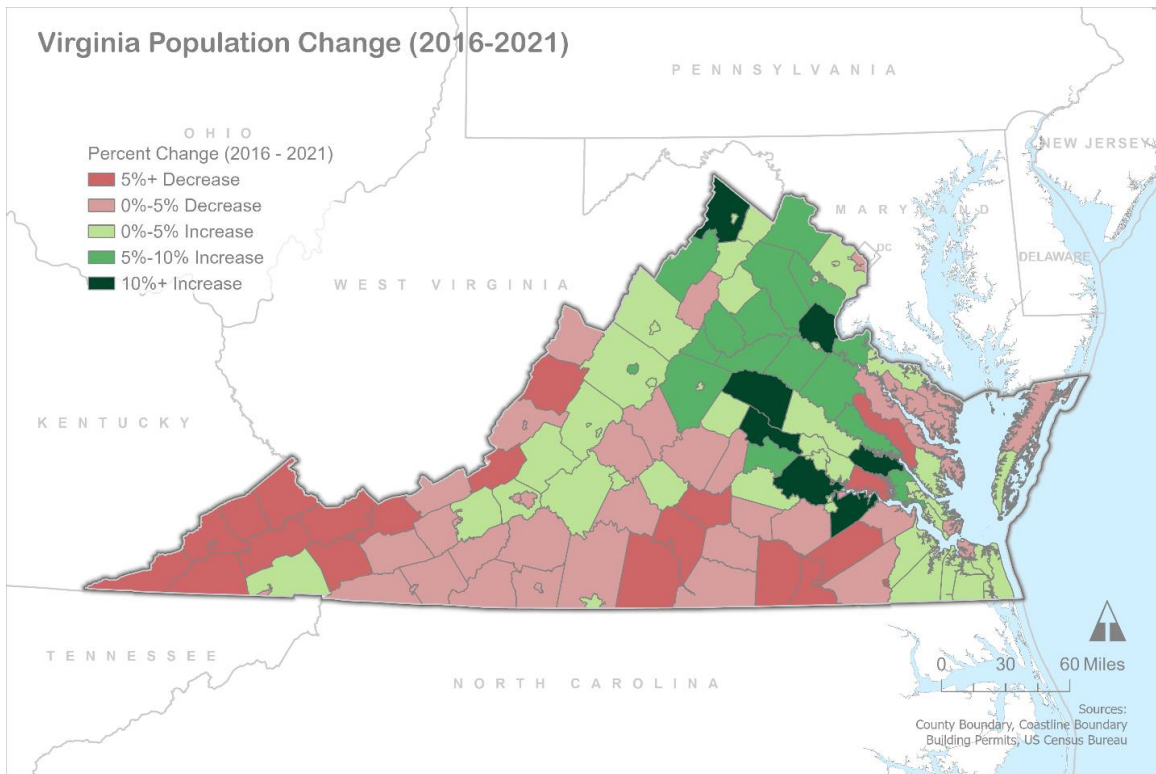 Virginia Population Change (2016-2021)
PENNSYLVANIA
OHIO
NEW JERSEY
Percent Change (2016 - 2021)
5%+ Decrease
0%-5% Decrease
0%-5% Increase
5%-10% Increase
10%+ Increase
MARYLAND
DC
DELAWARE
WEST VIRGINIA
KENTUCKY
TENNESSEE
NORTH CAROLINA
0 30 60 Miles
Sources:
County Boundary, Coastline Boundary
Building Permits, US Census Bureau